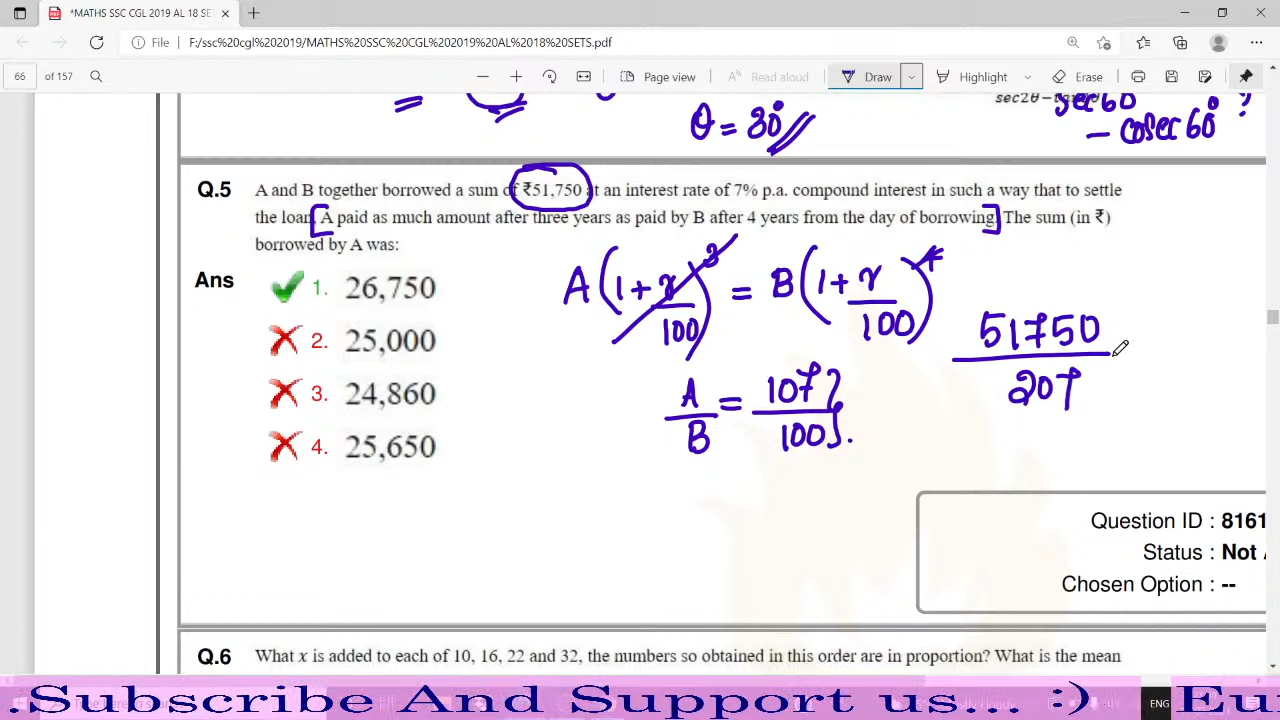 *MATHS SSC CGL 2019 AL 18 SET
File F:/ssc%20cgl%202019/MATHS%20SSC%20CGL%202019%20AL%2018%20SETS.pdf
66 of 157 Page view Read aloud Draw Highlight Erase
θ = 30°
sec60
- cosec 60° ?
Q.5 A and B together borrowed a sum of ₹51,750 at an interest rate of 7% p.a. compound interest in such a way that to settle
the loan, A paid as much amount after three years as paid by B after 4 years from the day of borrowing. The sum (in ₹)
borrowed by A was:
Ans 1. 26,750
2. 25,000
3. 24,860
4. 25,650
A(1+r/100)^3 = B(1+r/100)^4
A/B = 107/100
51750/207
Question ID : 8161
Status : Not
Chosen Option : --
Q.6 What x is added to each of 10, 16, 22 and 32, the numbers so obtained in this order are in proportion? What is the mean
.Subscribe And Support us... :) Eu
ENG